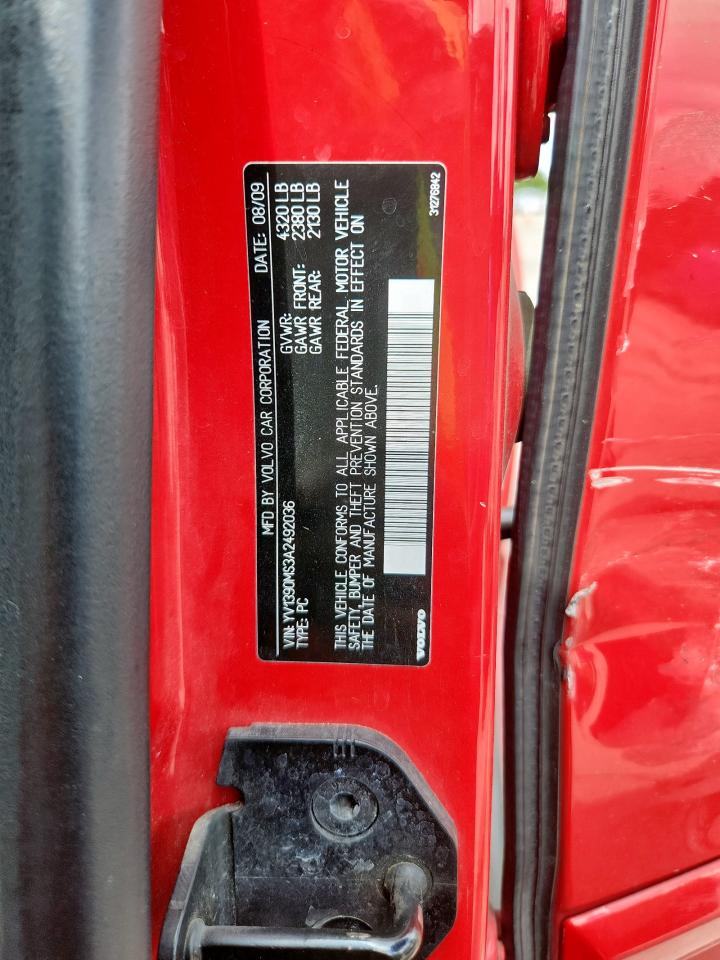 MFD BY VOLVO CAR CORPORATION DATE: 08/09
VIN: YV1390MS3A2492036 GVWR: 4320 LB
TYPE: PC GAWR FRONT: 2380 LB
GAWR REAR: 2130 LB
THIS VEHICLE CONFORMS TO ALL APPLICABLE FEDERAL MOTOR VEHICLE
SAFETY, BUMPER AND THEFT PREVENTION STANDARDS IN EFFECT ON
THE DATE OF MANUFACTURE SHOWN ABOVE.
VOLVO 31276842